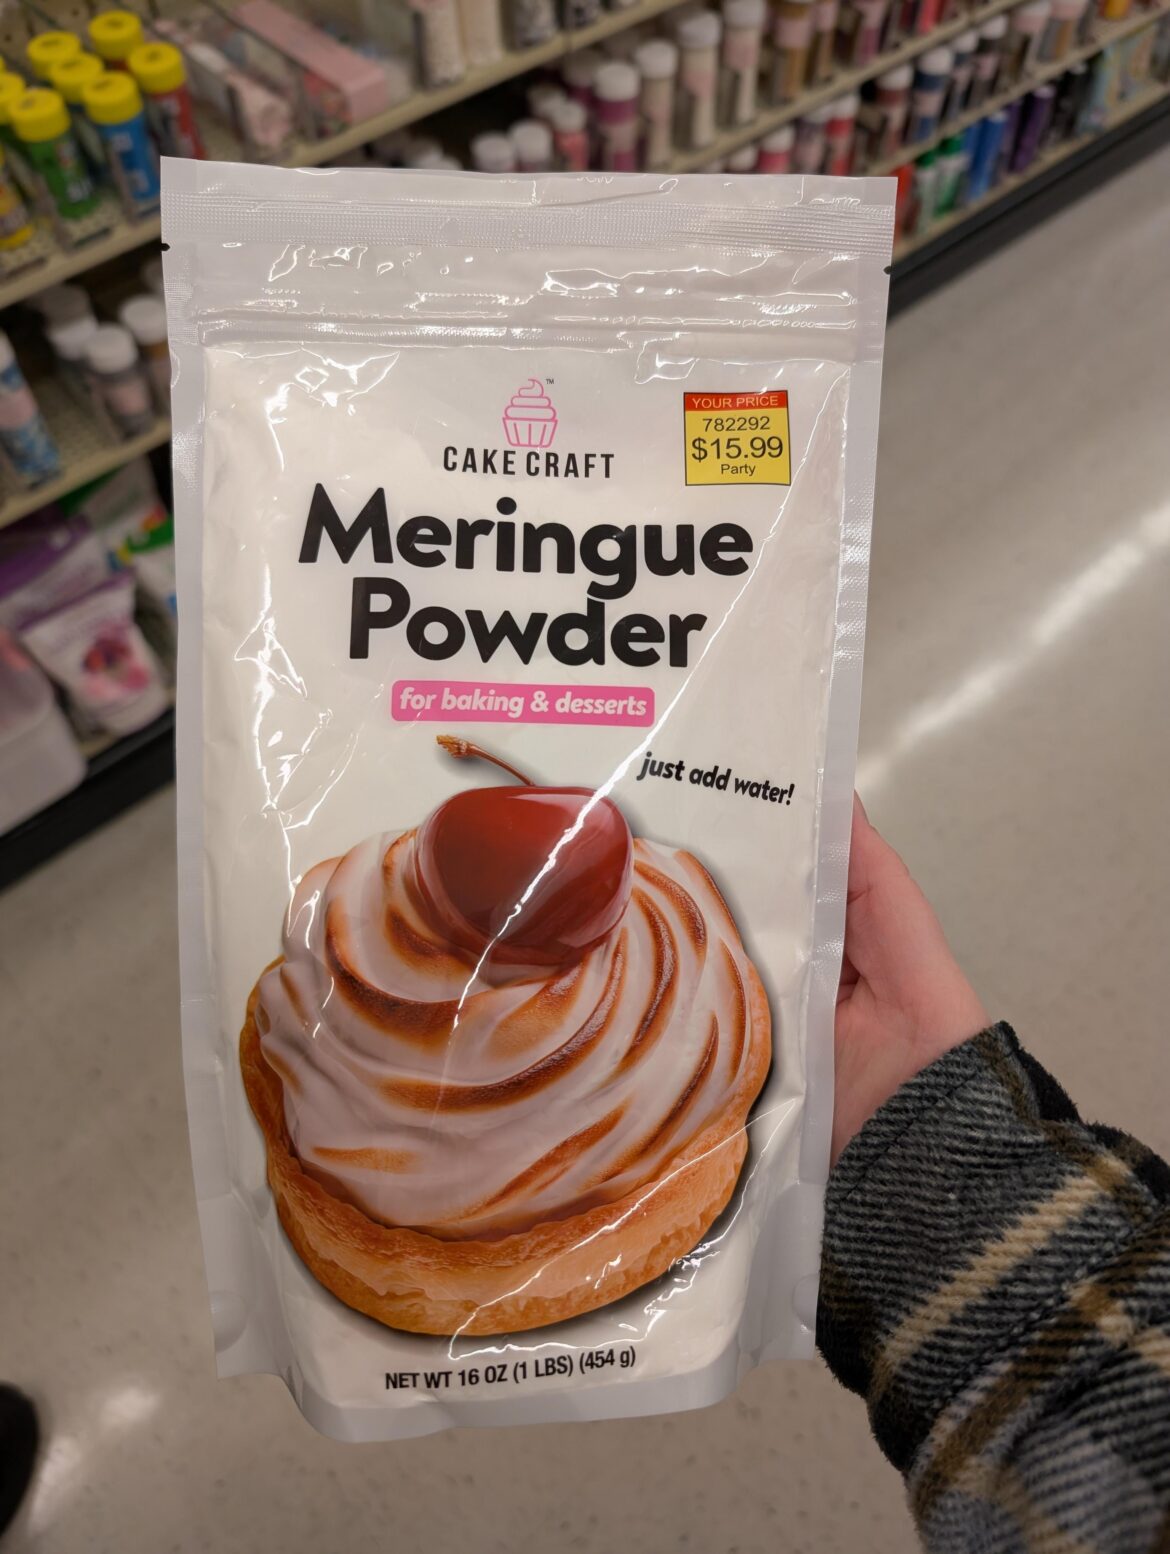 CAKE CRAFT
™
YOUR PRICE
782292
$15.99
Party
Meringue
Powder
for baking & desserts
just add water!
NET WT 16 OZ (1 LBS) (454 g)